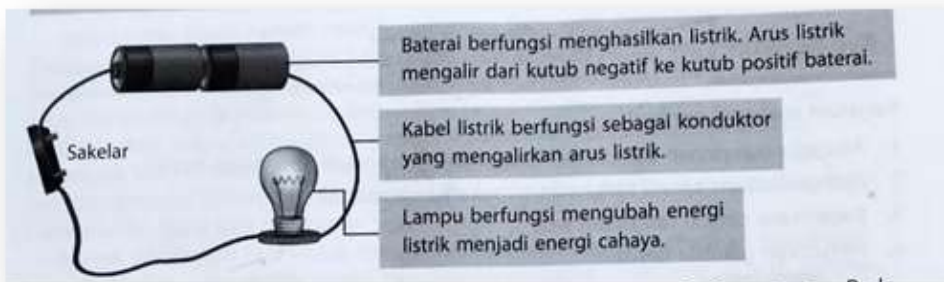 Baterai berfungsi menghasilkan listrik. Arus listrik
mengalir dari kutub negatif ke kutub positif baterai.
Sakelar
Kabel listrik berfungsi sebagai konduktor
yang mengalirkan arus listrik.
Lampu berfungsi mengubah energi
listrik menjadi energi cahaya.